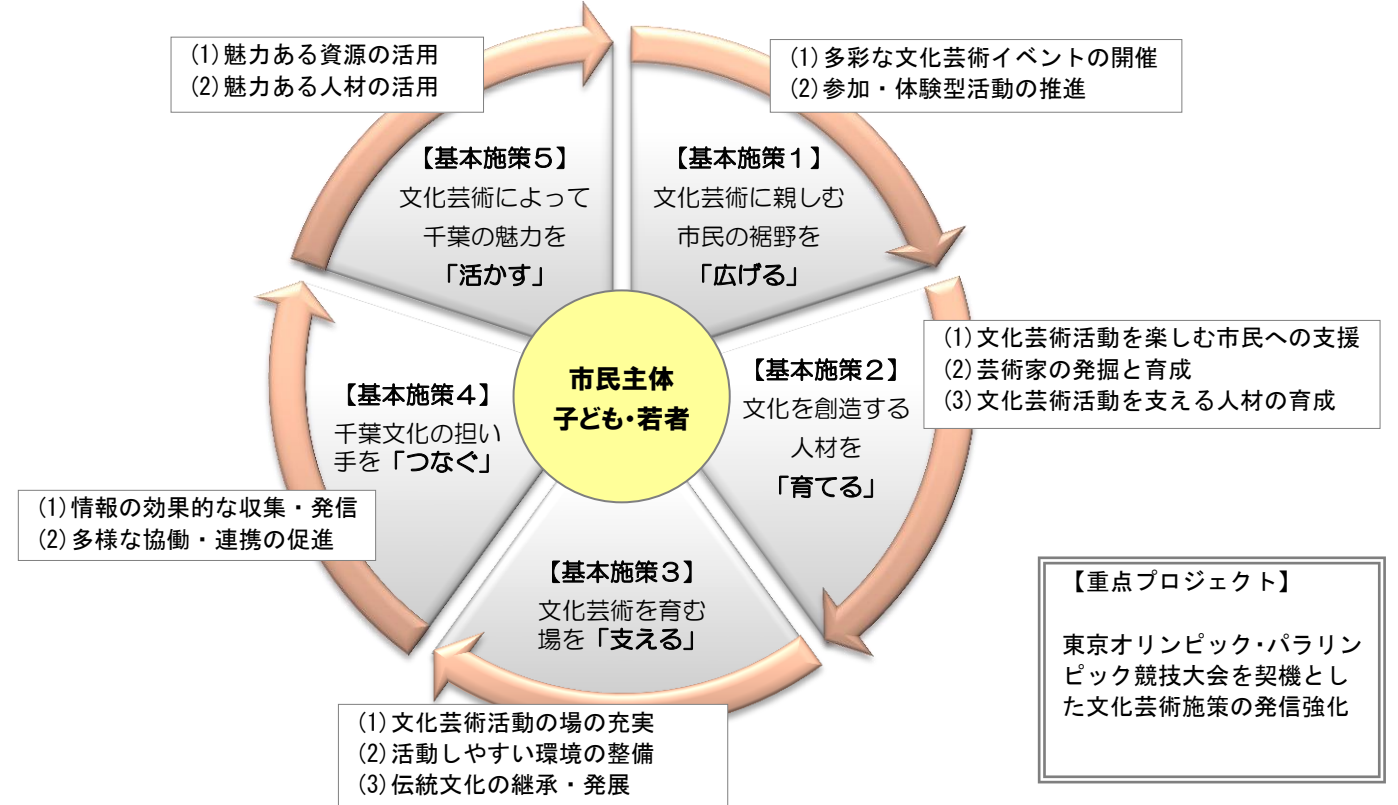 (1)魅力ある資源の活用
(2)魅力ある人材の活用
(1)多彩な文化芸術イベントの開催
(2)参加・体験型活動の推進
【基本施策５】
文化芸術によって
千葉の魅力を
「活かす」
【基本施策１】
文化芸術に親しむ
市民の裾野を
「広げる」
(1)文化芸術活動を楽しむ市民への支援
(2)芸術家の発掘と育成
(3)文化芸術活動を支える人材の育成
【基本施策２】
文化を創造する
人材を
「育てる」
市民主体
子ども・若者
【基本施策４】
千葉文化の担い
手を「つなぐ」
(1)情報の効果的な収集・発信
(2)多様な協働・連携の促進
【基本施策３】
文化芸術を育む
場を「支える」
(1)文化芸術活動の場の充実
(2)活動しやすい環境の整備
(3)伝統文化の継承・発展
【重点プロジェクト】
東京オリンピック・パラリン
ピック競技大会を契機とし
た文化芸術施策の発信強化